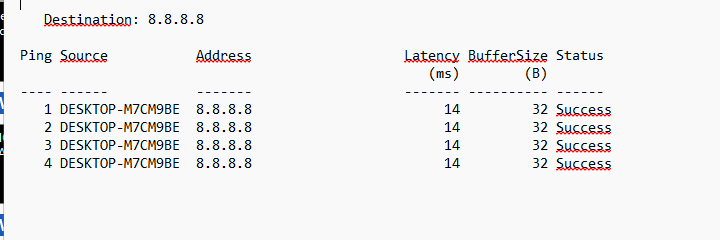 Destination: 8.8.8.8
Ping Source Address Latency BufferSize Status
(ms) (B)
---- ------ ------- ------- ---------- ------
1 DESKTOP-M7CM9BE 8.8.8.8 14 32 Success
2 DESKTOP-M7CM9BE 8.8.8.8 14 32 Success
3 DESKTOP-M7CM9BE 8.8.8.8 14 32 Success
4 DESKTOP-M7CM9BE 8.8.8.8 14 32 Success